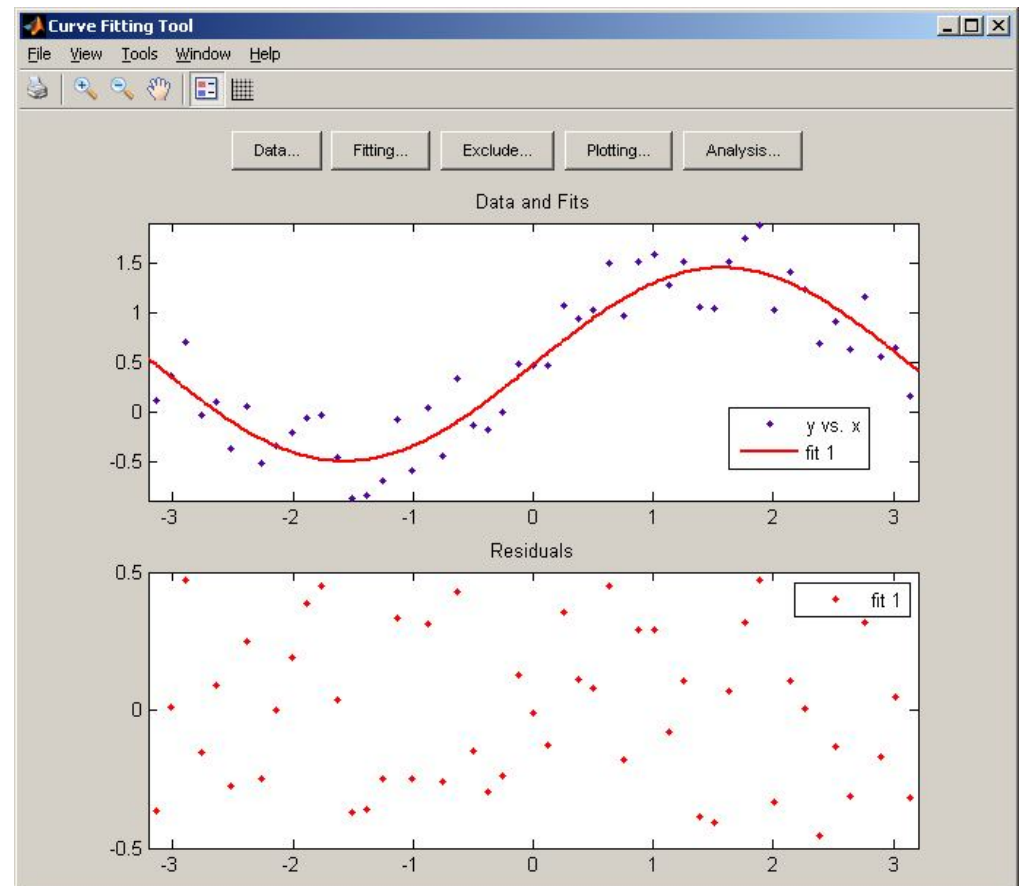 Curve Fitting Tool
File View Tools Window Help
Data... Fitting... Exclude... Plotting... Analysis...
Data and Fits
1.5
1
0.5
0
-0.5
y vs. x
fit 1
-3 -2 -1 0 1 2 3
Residuals
0.5
fit 1
0
-0.5
-3 -2 -1 0 1 2 3